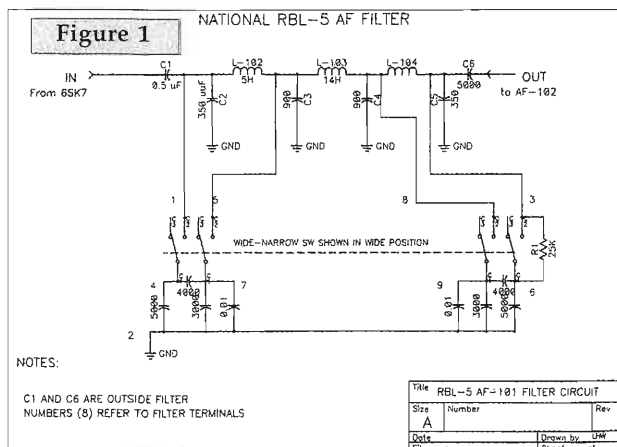 NATIONAL RBL-5 AF FILTER
Figure 1
C1
0.5 uF
IN
From 6SK7
L-102
5H
L-103
14H
L-104
C6
5000
OUT
to AF-102
350 uuF
C2
900
C3
900
C4
350
C5
GND
GND
GND
GND
1
5
8
3
WIDE-NARROW SW SHOWN IN WIDE POSITION
R1
25K
4
4000
7
5000
3000
0.01
9
4000
6
0.01
3000
5000
2
GND
NOTES:
C1 AND C6 ARE OUTSIDE FILTER
NUMBERS (8) REFER TO FILTER TERMINALS
Title RBL-5 AF-101 FILTER CIRCUIT
Size Number Rev
A
Date Drawn by